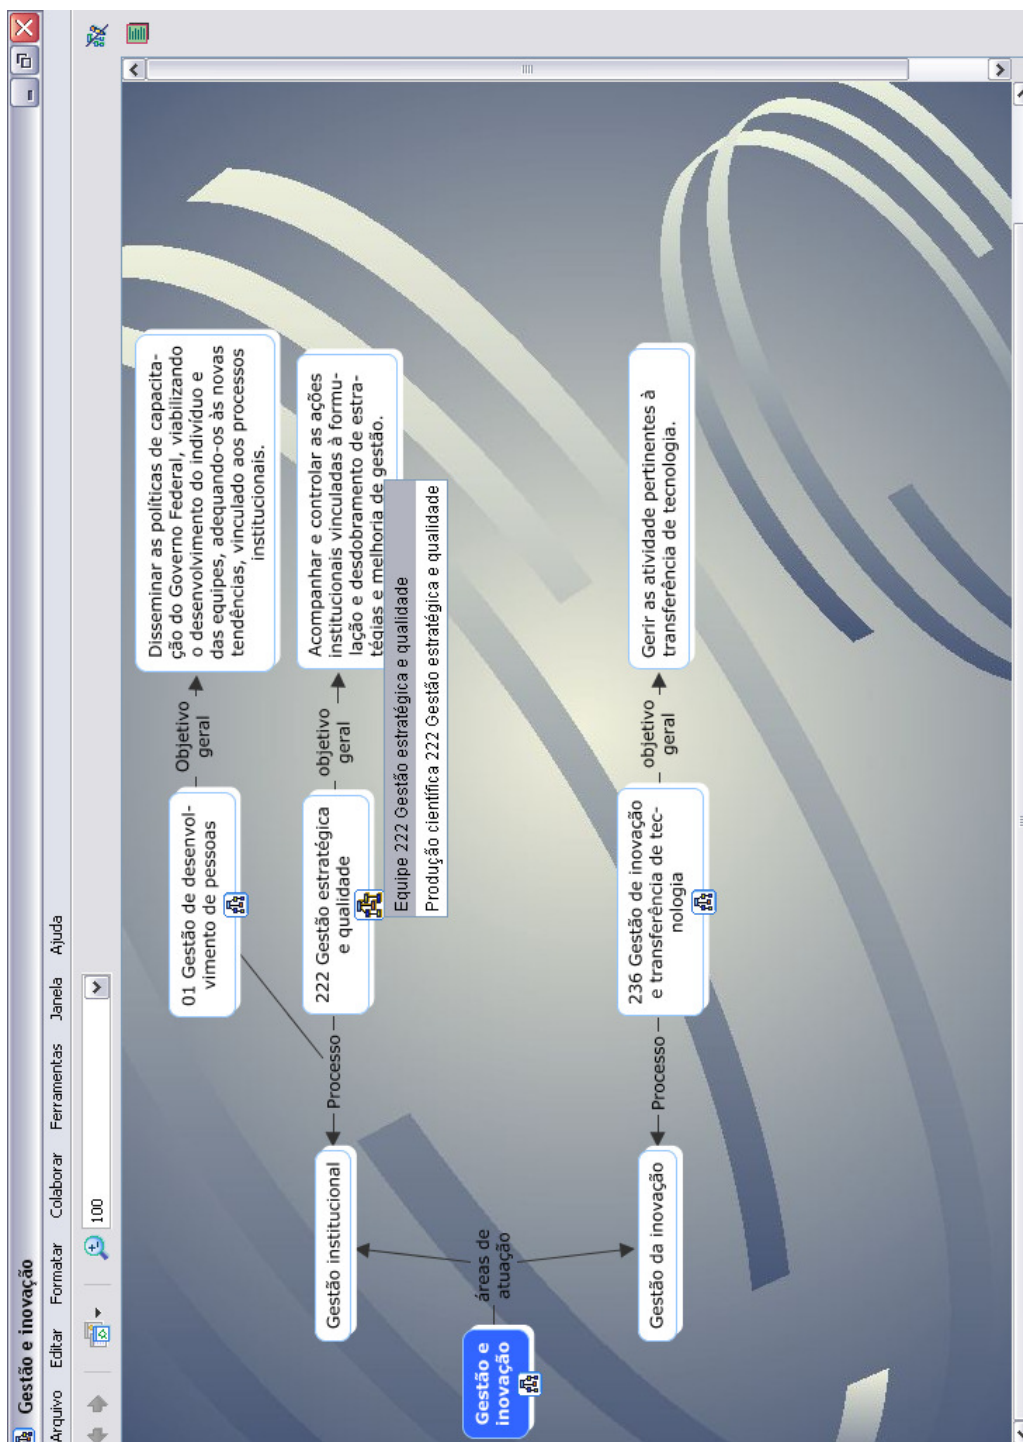 Gestão e inovação
Arquivo Editar Formatar Colaborar Ferramentas Janela Ajuda
100
Disseminar as políticas de capacita-
ção do Governo Federal, viabilizando
o desenvolvimento do indivíduo e
das equipes, adequando-os às novas
tendências, vinculado aos processos
institucionais.
Objetivo
geral
01 Gestão de desenvol-
vimento de pessoas
Acompanhar e controlar as ações
institucionais vinculadas à formu-
lação e desdobramento de estra-
tégias e melhoria de gestão.
objetivo
geral
222 Gestão estratégica
e qualidade
Processo
Gestão institucional
Equipe 222 Gestão estratégica e qualidade
Produção científica 222 Gestão estratégica e qualidade
áreas de
atuação
Gestão e
inovação
Gestão da inovação
Processo
236 Gestão de inovação
e transferência de tec-
nologia
objetivo
geral
Gerir as atividade pertinentes à
transferência de tecnologia.